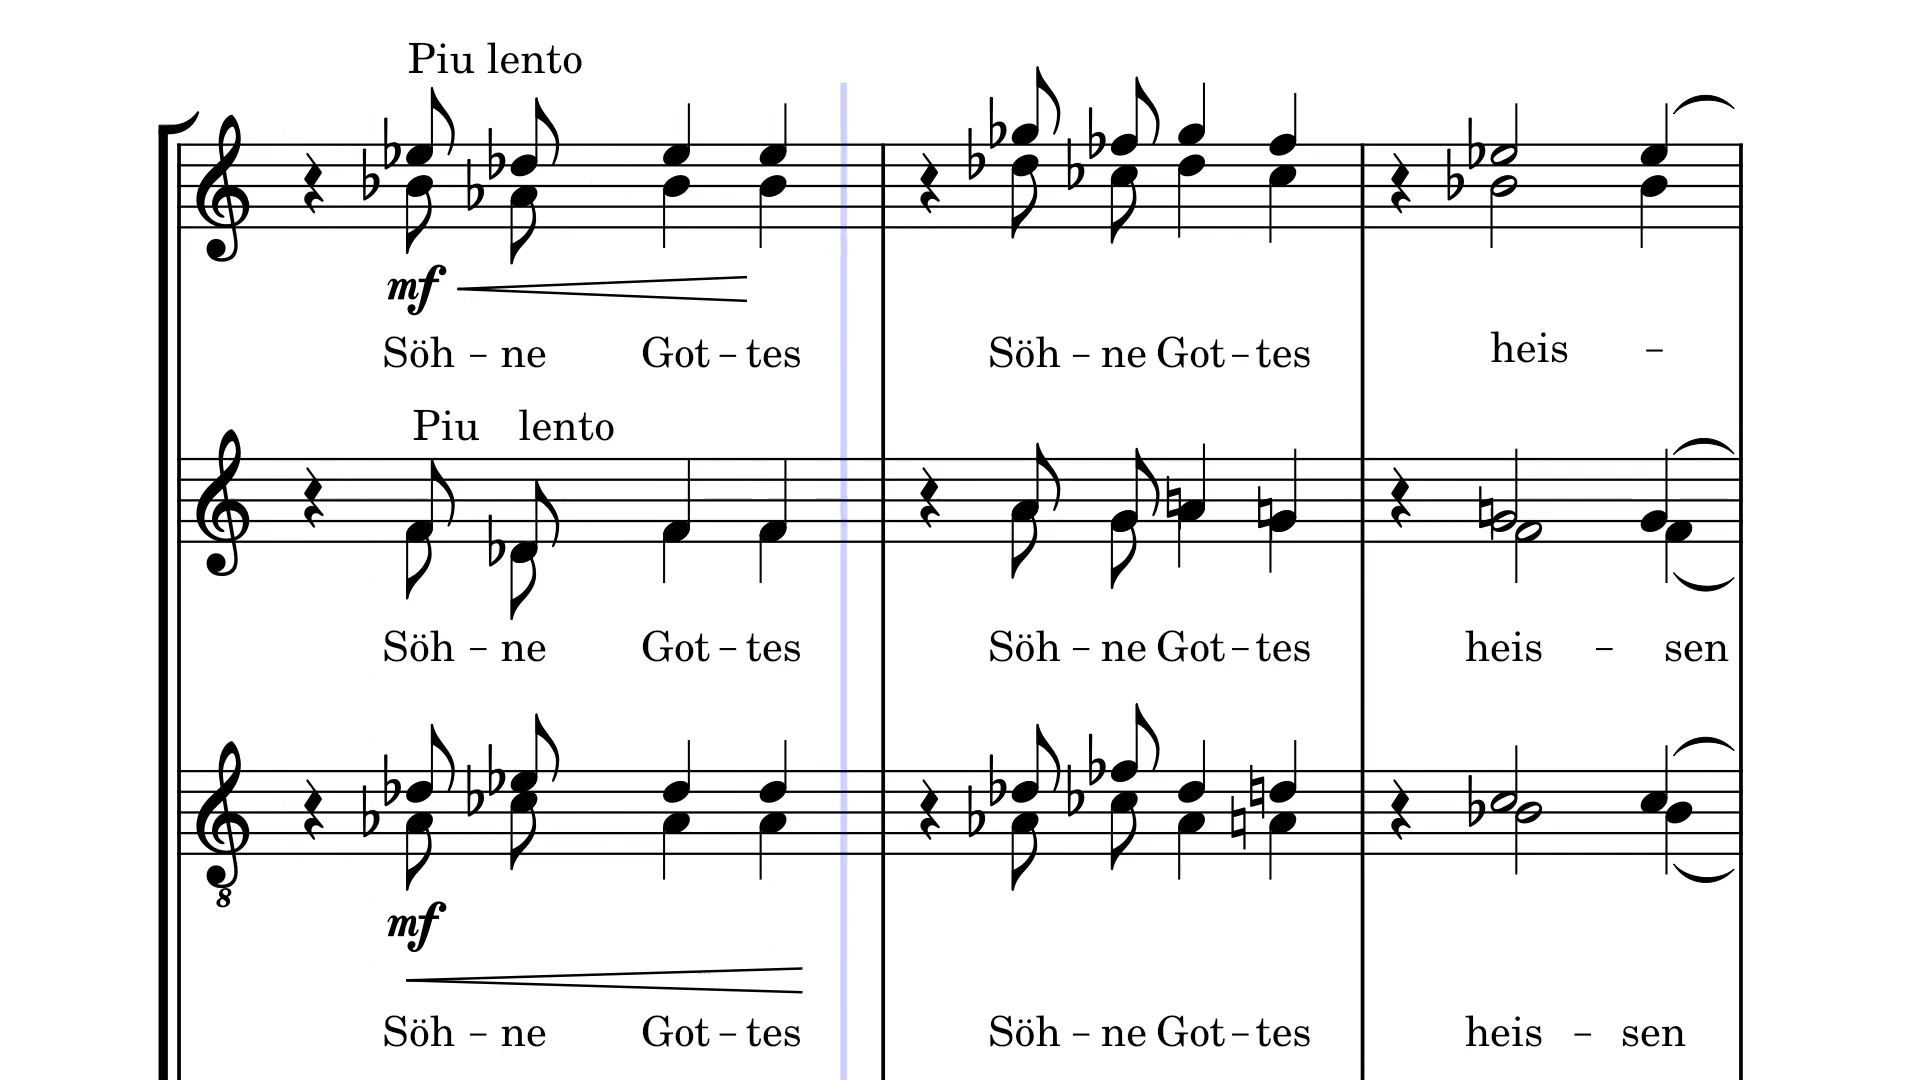 Piu lento
mf
Söh – ne Got – tes Söh – ne Got – tes heis –
Piu lento
Söh – ne Got – tes Söh – ne Got – tes heis – sen
8
mf
Söh – ne Got – tes Söh – ne Got – tes heis – sen